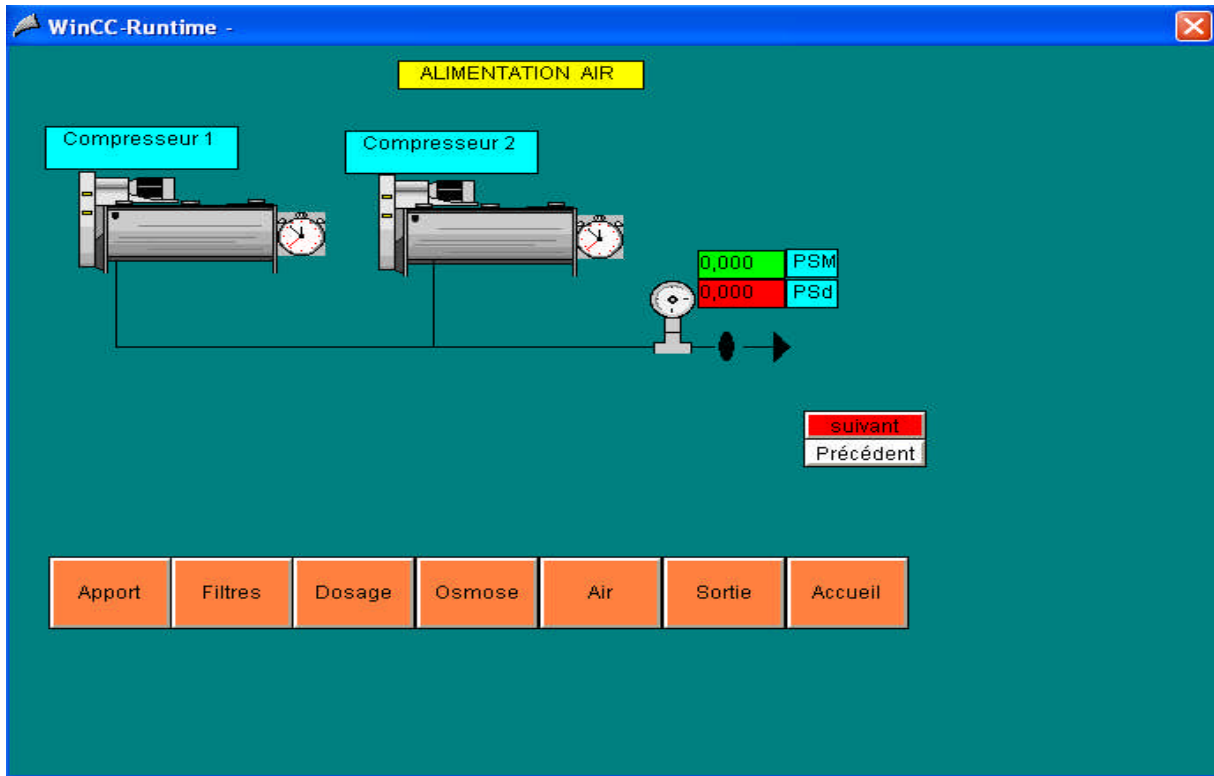 WinCC-Runtime -
ALIMENTATION AIR
Compresseur 1
Compresseur 2
0,000 PSM
0,000 PSd
suivant
Précédent
Apport Filtres Dosage Osmose Air Sortie Accueil